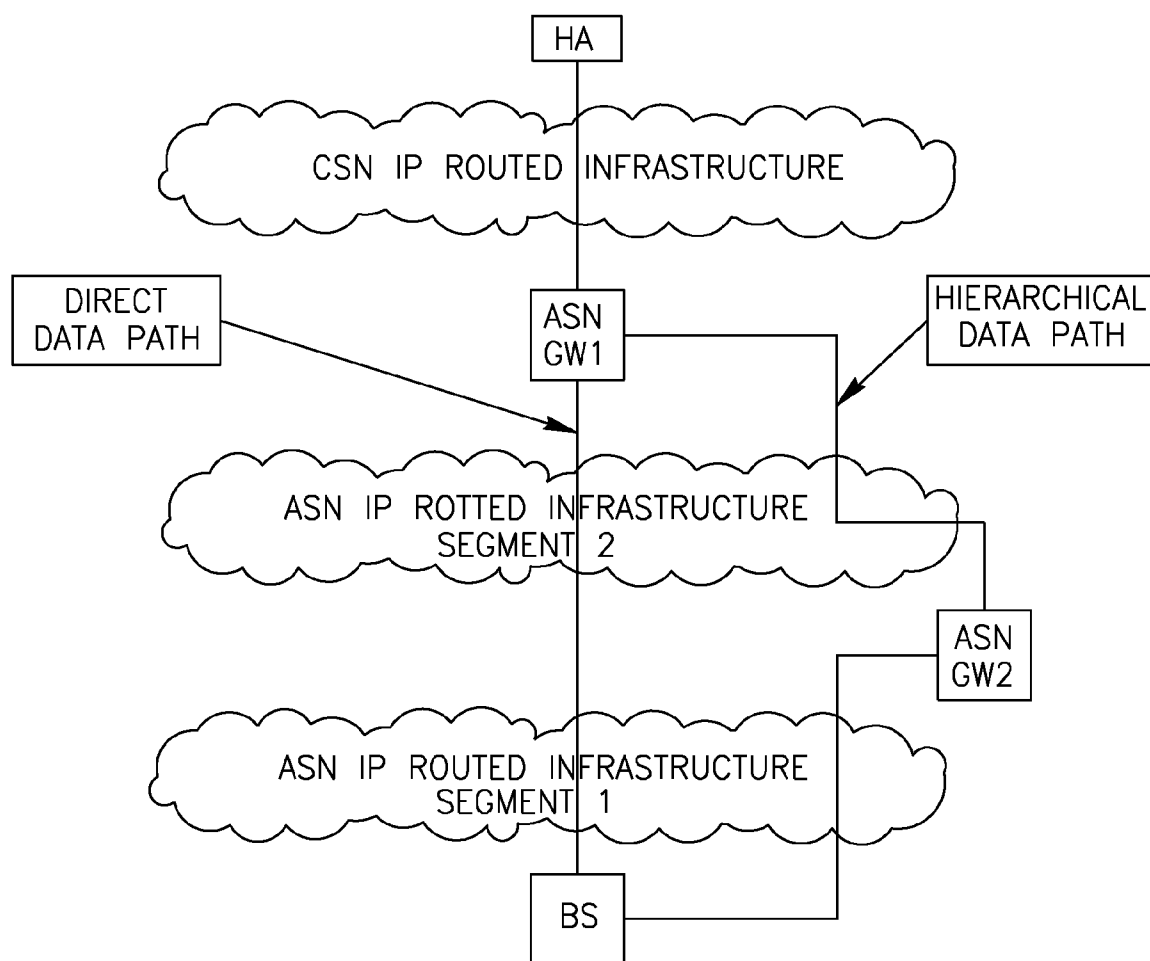 HA
CSN IP ROUTED INFRASTRUCTURE
DIRECT
DATA PATH
ASN
GW1
HIERARCHICAL
DATA PATH
ASN IP ROTTED INFRASTRUCTURE
SEGMENT 2
ASN
GW2
ASN IP ROUTED INFRASTRUCTURE
SEGMENT 1
BS